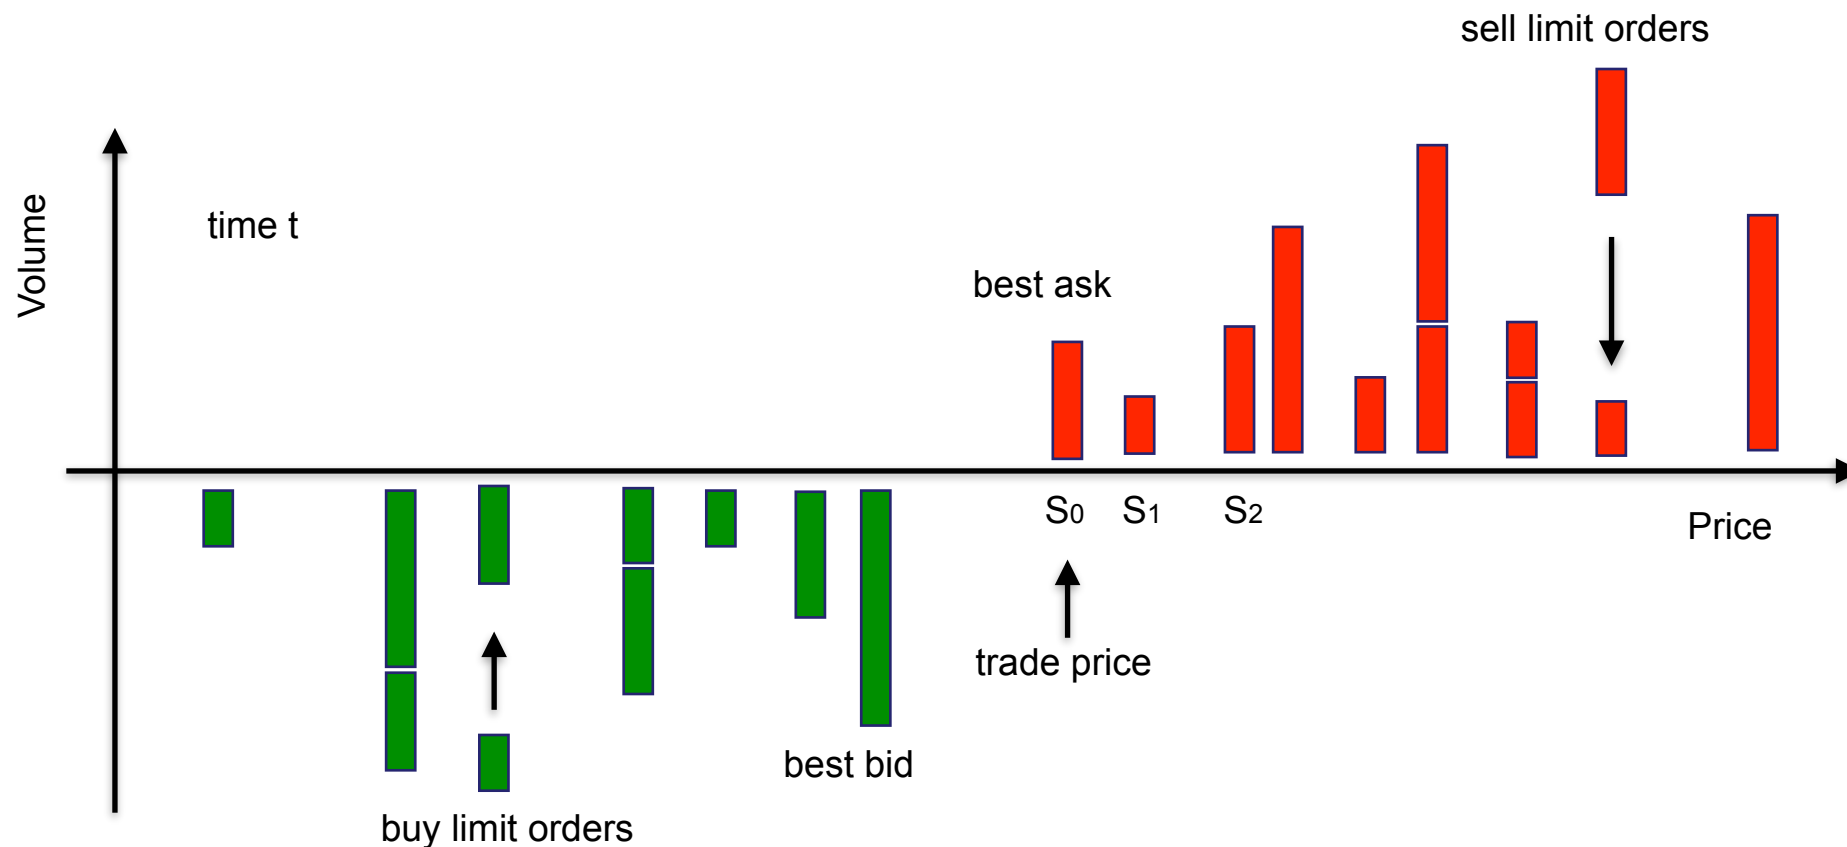 sell limit orders
Volume
time t
best ask
S0 S1 S2
Price
trade price
best bid
buy limit orders